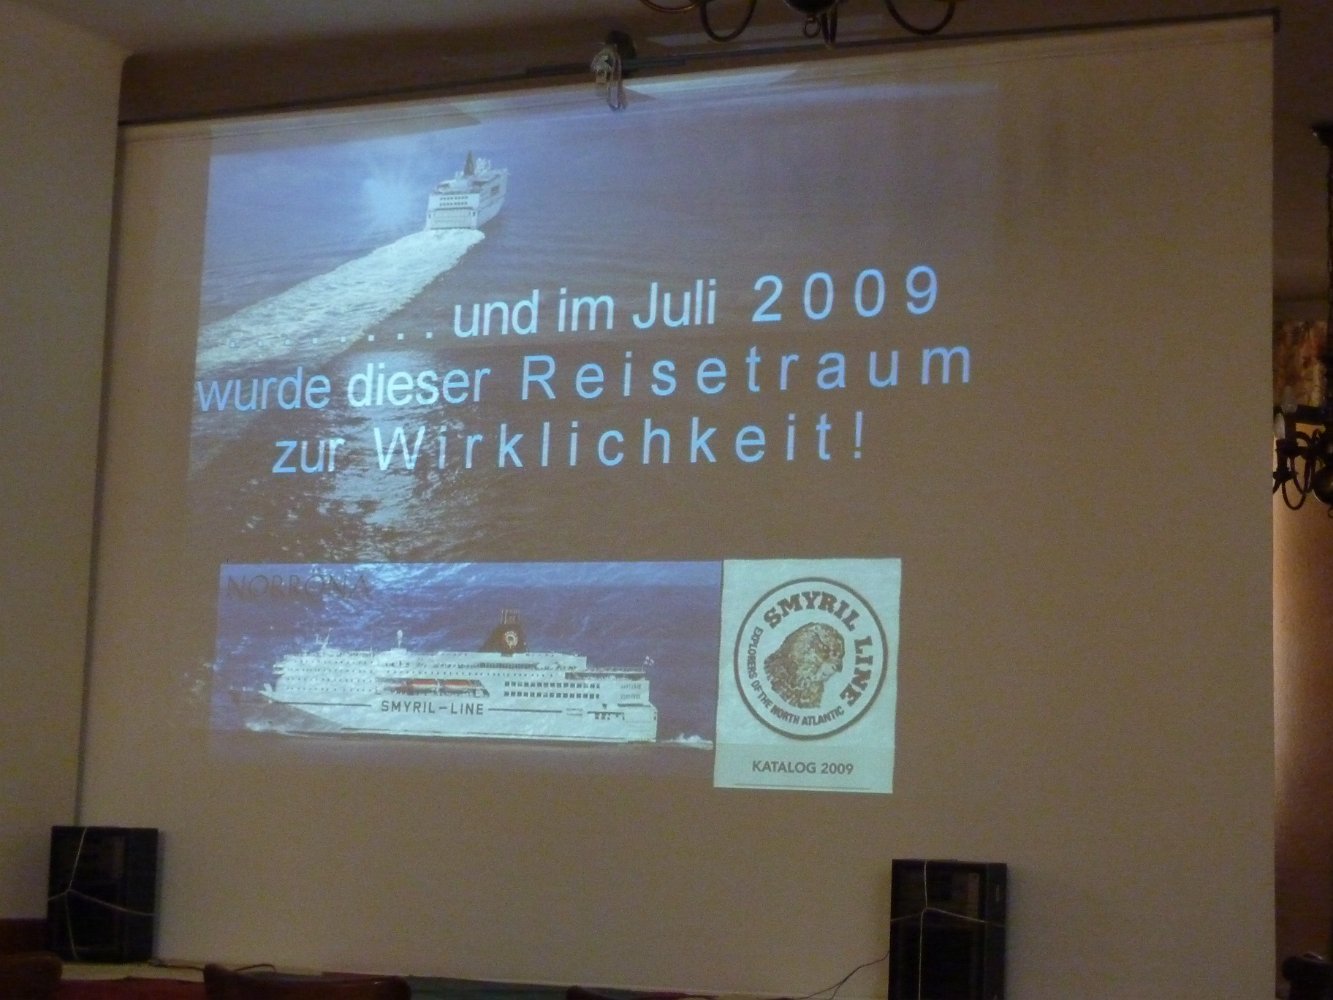 ........und im Juli 2009
wurde dieser Reisetraum
zur Wirklichkeit!
NORRONA
SMYRIL-LINE
SMYRIL LINE
EXPLORERS OF THE NORTH ATLANTIC
KATALOG 2009